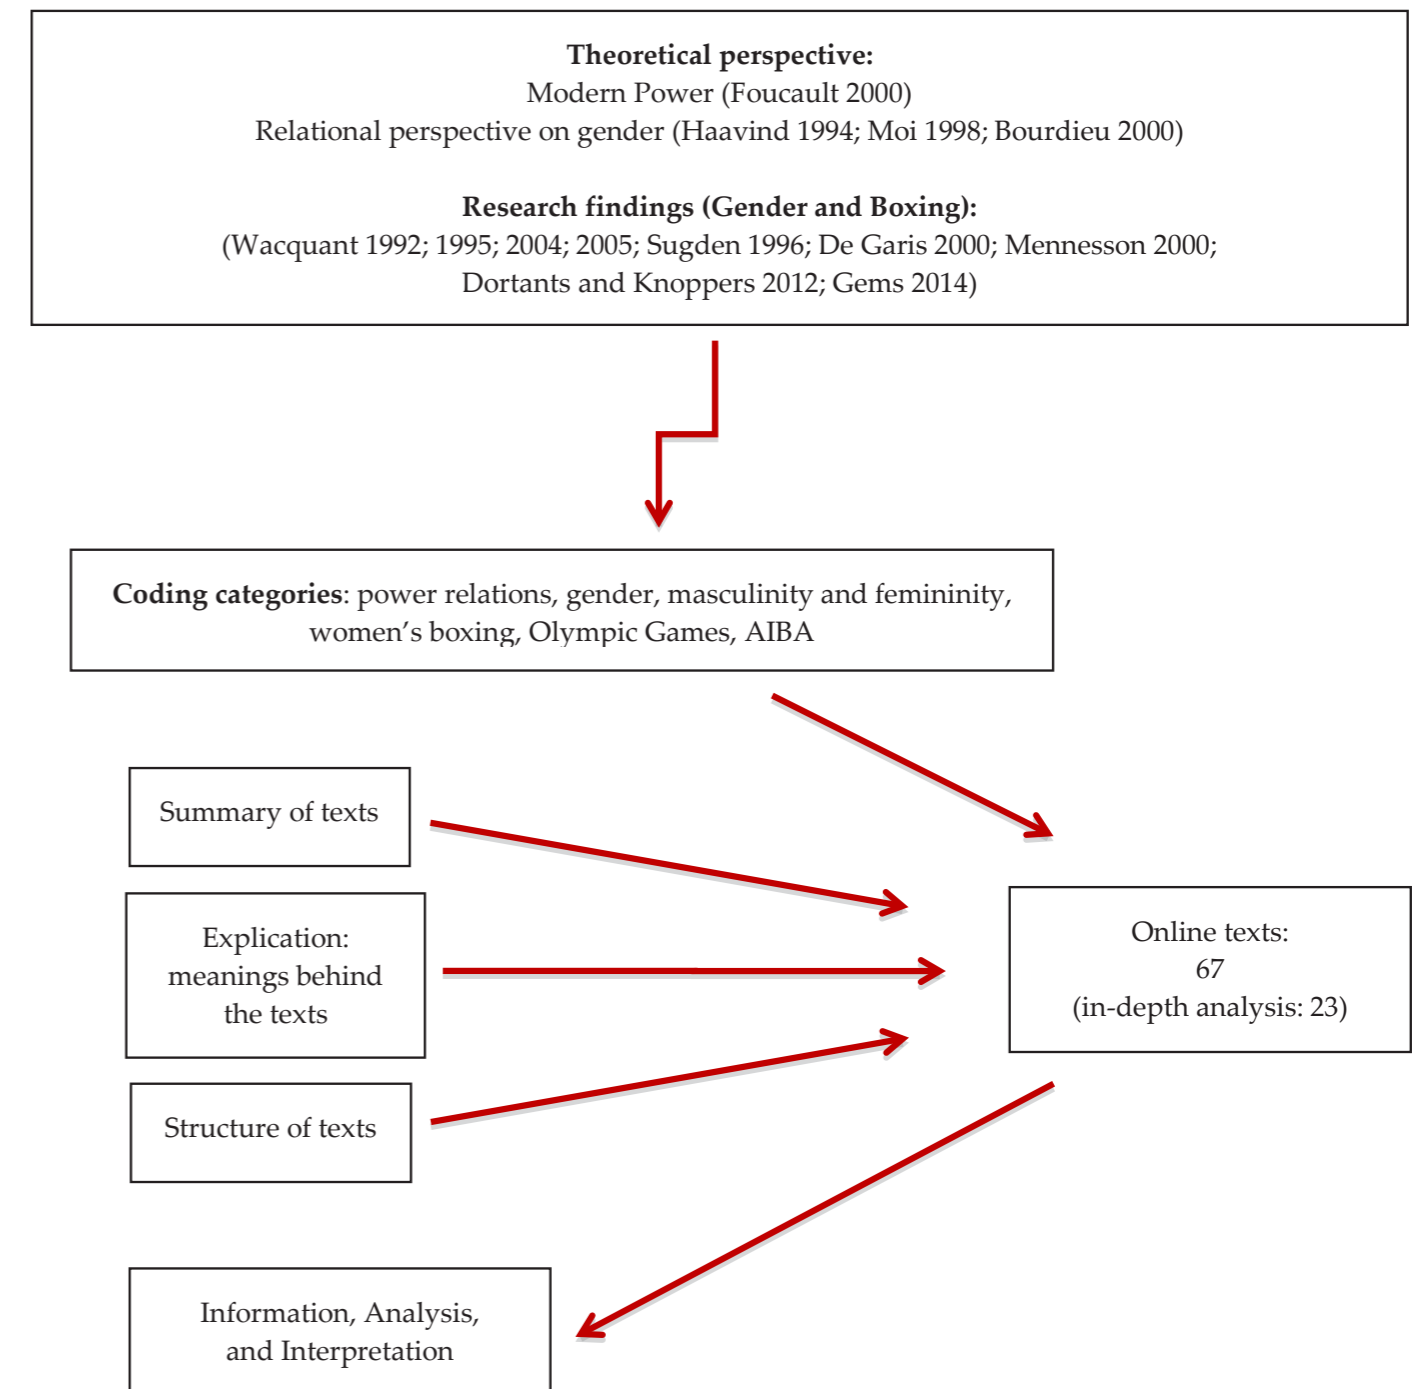 Theoretical perspective:
Modern Power (Foucault 2000)
Relational perspective on gender (Haavind 1994; Moi 1998; Bourdieu 2000)
Research findings (Gender and Boxing):
(Wacquant 1992; 1995; 2004; 2005; Sugden 1996; De Garis 2000; Mennesson 2000;
Dortants and Knoppers 2012; Gems 2014)
Coding categories: power relations, gender, masculinity and femininity,
women's boxing, Olympic Games, AIBA
Summary of texts
Explication:
meanings behind
the texts
Structure of texts
Online texts:
67
(in-depth analysis: 23)
Information, Analysis,
and Interpretation